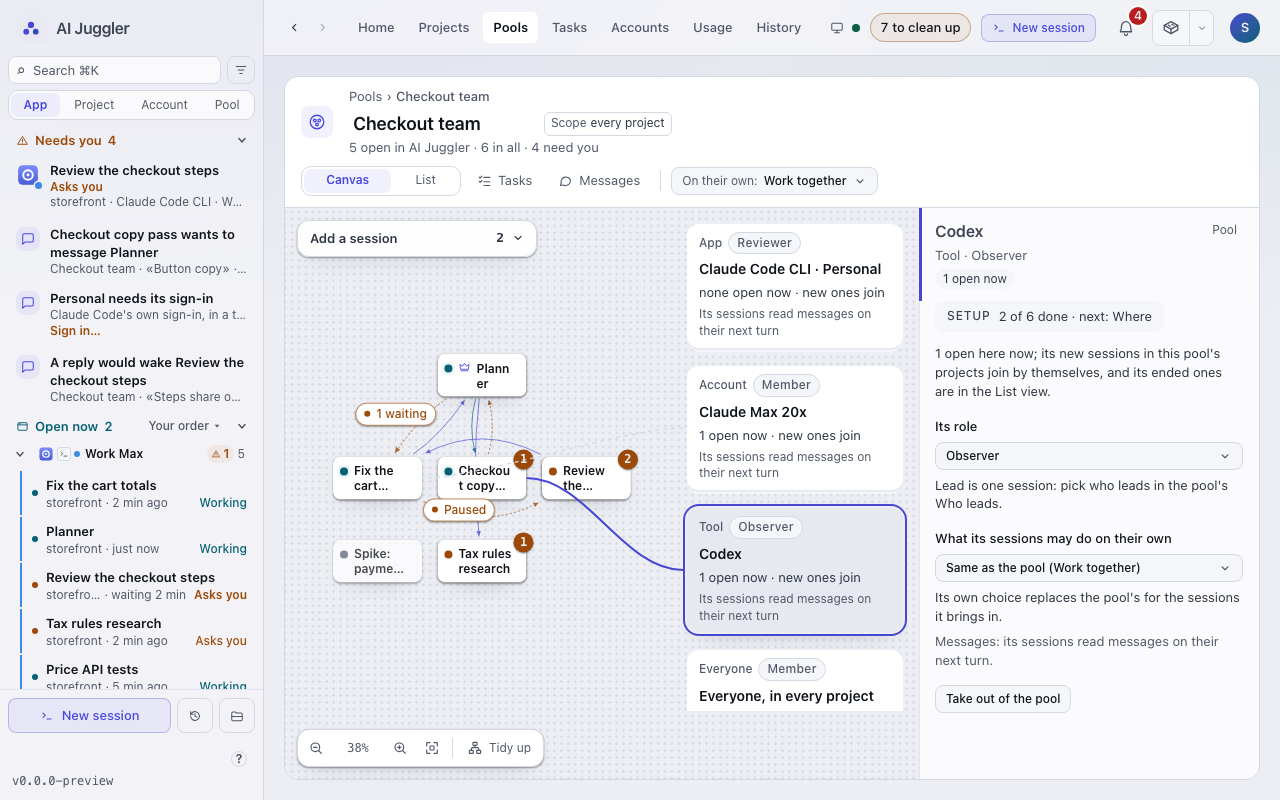 AI Juggler
Search ⌘K
App Project Account Pool
Needs you 4
Review the checkout steps
Asks you
storefront · Claude Code CLI · W...
Checkout copy pass wants to
message Planner
Checkout team · «Button copy» ·...
Personal needs its sign-in
Claude Code's own sign-in, in a t...
Sign in...
A reply would wake Review the
checkout steps
Checkout team · «Steps share o...
Open now 2 Your order
Work Max 1 5
Fix the cart totals
storefront · 2 min ago Working
Planner
storefront · just now Working
Review the checkout steps
storefro... · waiting 2 min Asks you
Tax rules research
storefront · 2 min ago Asks you
Price API tests
storefront · 5 min ago Working
New session
?
v0.0.0-preview
Home Projects Pools Tasks Accounts Usage History
7 to clean up
New session
4
S
Pools › Checkout team
Checkout team
Scope every project
5 open in AI Juggler · 6 in all · 4 need you
Canvas List Tasks Messages
On their own: Work together
Add a session 2
Plann
er
1 waiting
Fix the
cart...
1
Checkou
t copy...
2
Review
the...
Paused
Spike:
payme...
1
Tax rules
research
38%
Tidy up
App Reviewer
Claude Code CLI · Personal
none open now · new ones join
Its sessions read messages on
their next turn
Account Member
Claude Max 20x
1 open now · new ones join
Its sessions read messages on
their next turn
Tool Observer
Codex
1 open now · new ones join
Its sessions read messages on
their next turn
Everyone Member
Everyone, in every project
Codex Pool
Tool · Observer
1 open now
SETUP 2 of 6 done · next: Where
1 open here now; its new sessions in this pool's
projects join by themselves, and its ended ones
are in the List view.
Its role
Observer
Lead is one session: pick who leads in the pool's
Who leads.
What its sessions may do on their own
Same as the pool (Work together)
Its own choice replaces the pool's for the sessions
it brings in.
Messages: its sessions read messages on their
next turn.
Take out of the pool